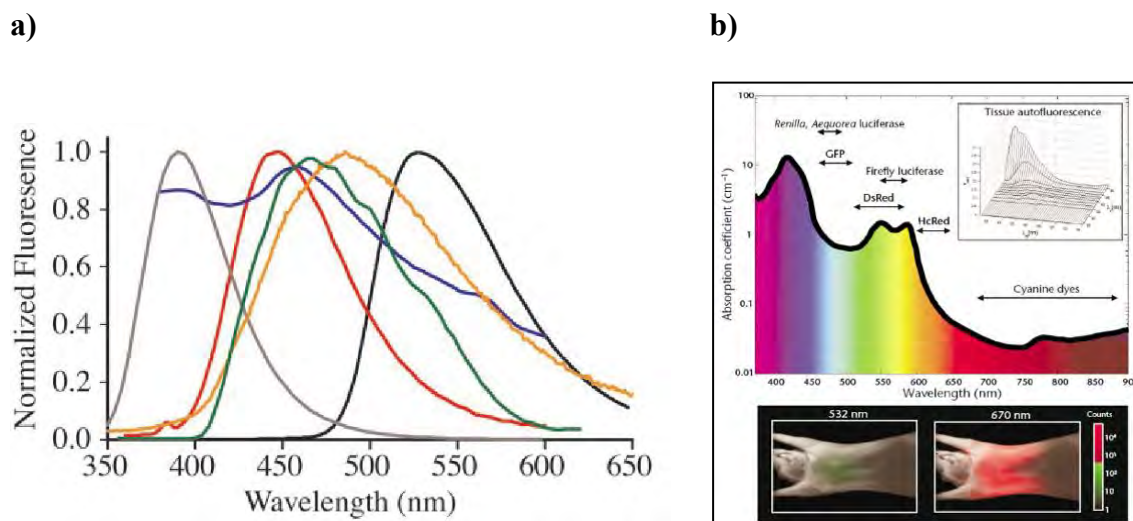 a)
Normalized Fluoresence
1.0
0.8
0.6
0.4
0.2
0.0
350 400 450 500 550 600 650
Wavelength (nm)
b)
Absorption coefficient (cm⁻¹)
100
10
1
0.1
0.01
Renilla, Aequorea luciferase
GFP
Firefly luciferase
DsRed
HcRed
Cyanine dyes
Tissue autofluorescence
400 450 500 550 600 650 700 750 800 850 90
Wavelength (nm)
532 nm
670 nm
Counts
10
1